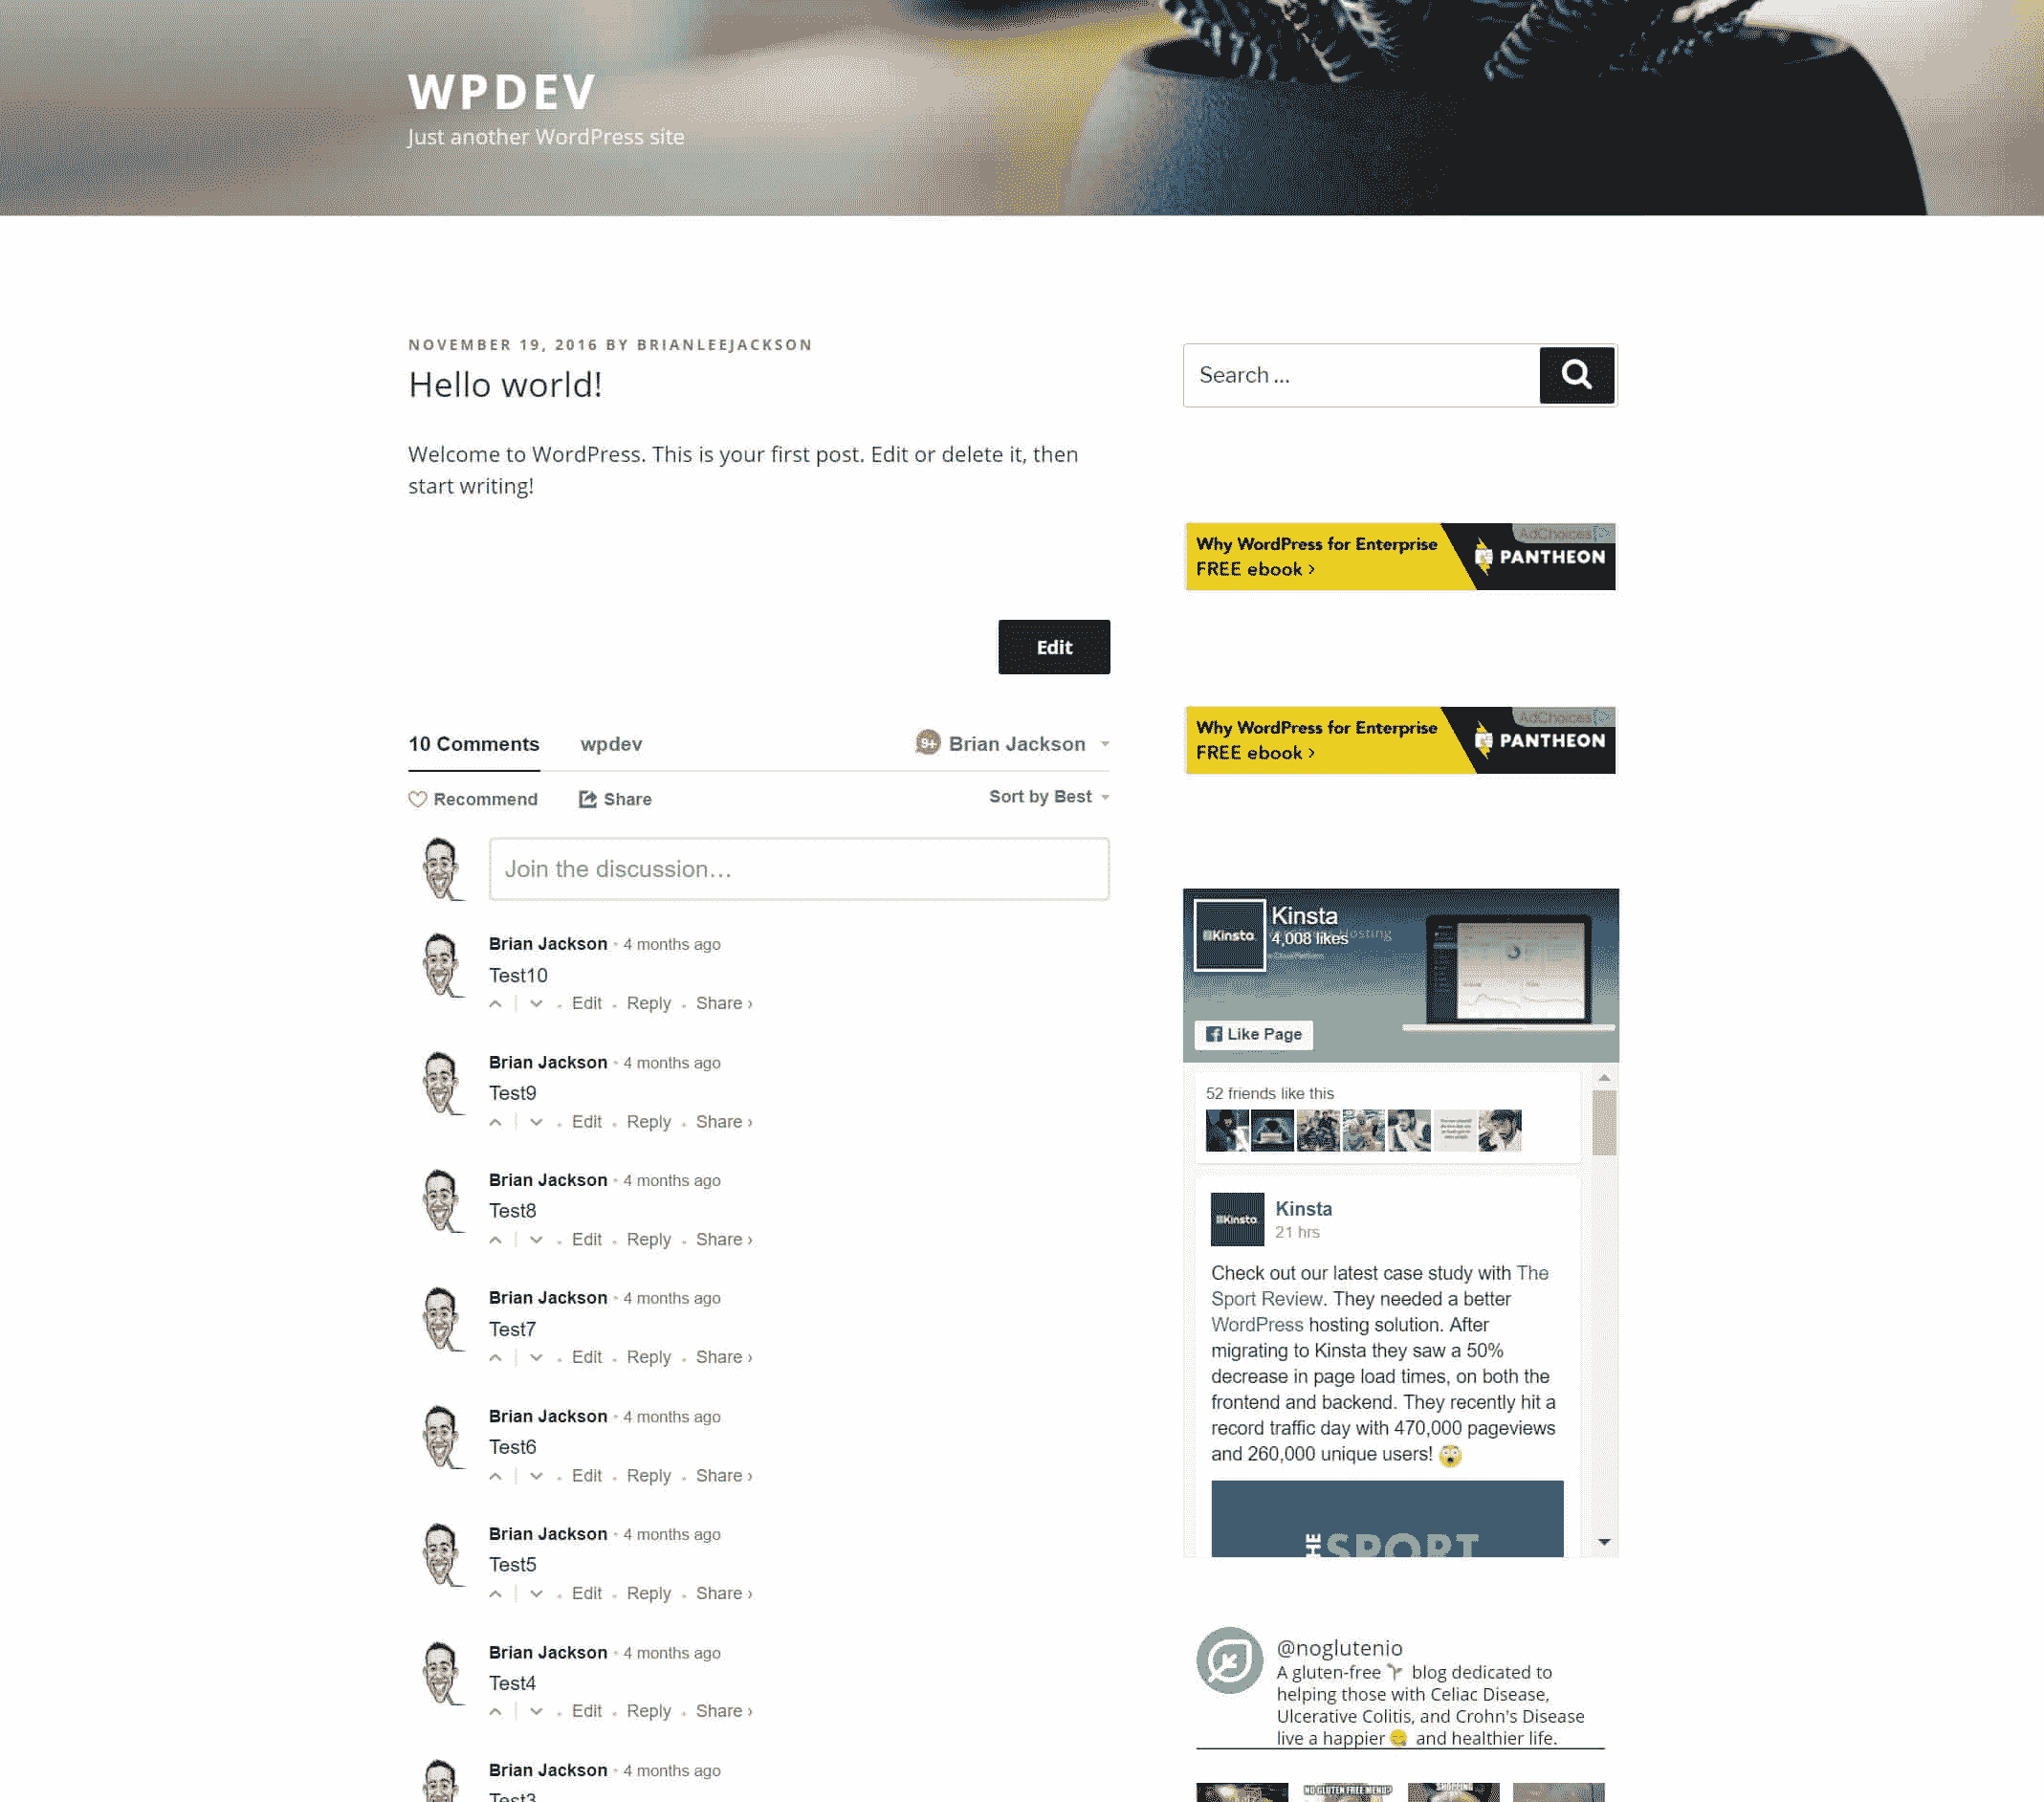 WPDEV
Just another WordPress site
NOVEMBER 19, 2016 BY BRIANLEEJACKSON
Hello world!
Welcome to WordPress. This is your first post. Edit or delete it, then
start writing!
Edit
10 Comments wpdev 9+ Brian Jackson
Recommend Share Sort by Best
Join the discussion…
Brian Jackson • 4 months ago
Test10
Edit • Reply • Share ›
Brian Jackson • 4 months ago
Test9
Edit • Reply • Share ›
Brian Jackson • 4 months ago
Test8
Edit • Reply • Share ›
Brian Jackson • 4 months ago
Test7
Edit • Reply • Share ›
Brian Jackson • 4 months ago
Test6
Edit • Reply • Share ›
Brian Jackson • 4 months ago
Test5
Edit • Reply • Share ›
Brian Jackson • 4 months ago
Test4
Edit • Reply • Share ›
Brian Jackson • 4 months ago
Test3
Search ...
AdChoices
Why WordPress for Enterprise
FREE ebook >
PANTHEON
AdChoices
Why WordPress for Enterprise
FREE ebook >
PANTHEON
Kinsta
Kinsta
4,008 likes Hosting
Like Page
52 friends like this
Kinsta
Kinsta
21 hrs
Check out our latest case study with The
Sport Review. They needed a better
WordPress hosting solution. After
migrating to Kinsta they saw a 50%
decrease in page load times, on both the
frontend and backend. They recently hit a
record traffic day with 470,000 pageviews
and 260,000 unique users! 😲
SPORT
@noglutenio
A gluten-free 🌱 blog dedicated to
helping those with Celiac Disease,
Ulcerative Colitis, and Crohn's Disease
live a happier 😋 and healthier life.
NO GLUTEN FREE MENU?
SHOPPING